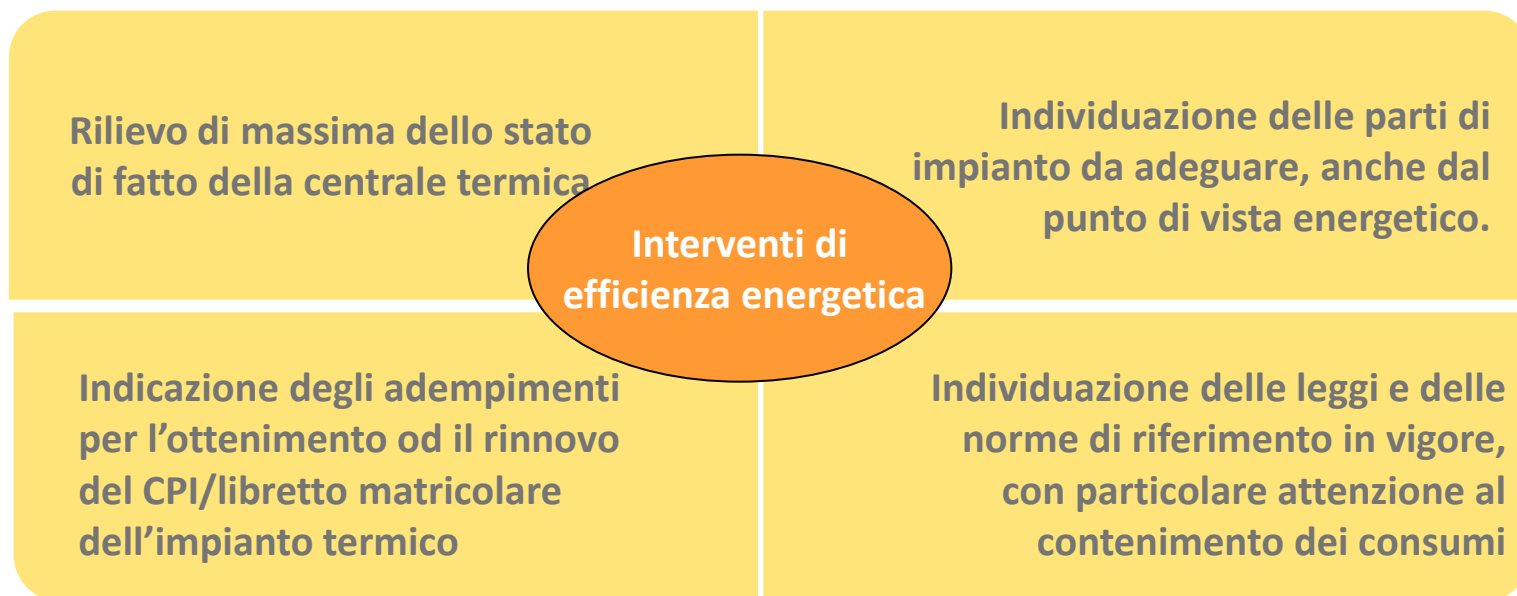 Rilievo di massima dello stato
di fatto della centrale termica
Individuazione delle parti di
impianto da adeguare, anche dal
punto di vista energetico.
Interventi di
efficienza energetica
Indicazione degli adempimenti
per l’ottenimento od il rinnovo
del CPI/libretto matricolare
dell’impianto termico
Individuazione delle leggi e delle
norme di riferimento in vigore,
con particolare attenzione al
contenimento dei consumi